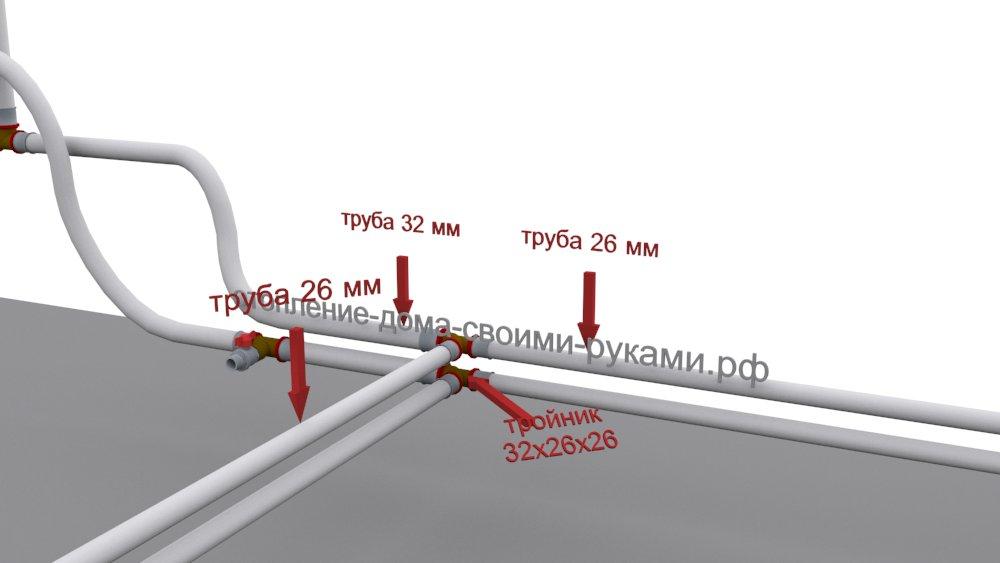 труба 32 мм
труба 26 мм
труба 26 мм
отопление-дома-своими-руками.рф
тройник
32х26х26